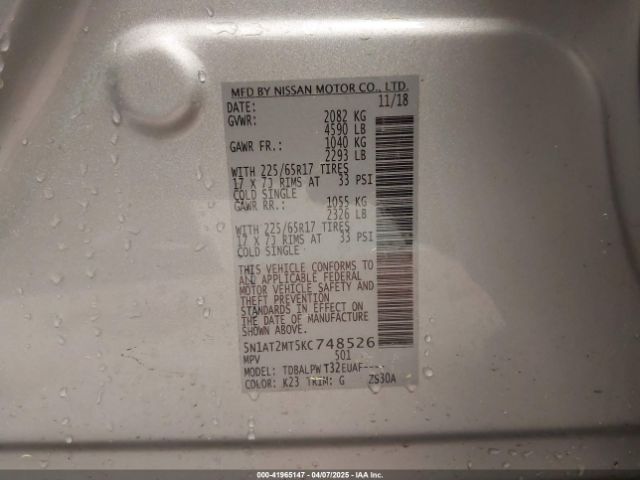 MFD BY NISSAN MOTOR CO., LTD.
DATE: 11/18
GVWR: 2082 KG
4590 LB
GAWR FR.: 1040 KG
2293 LB
WITH 225/65R17 TIRES
17 X 7J RIMS AT 33 PSI
COLD SINGLE
GAWR RR.: 1055 KG
2326 LB
WITH 225/65R17 TIRES
17 X 7J RIMS AT 33 PSI
COLD SINGLE
THIS VEHICLE CONFORMS TO
ALL APPLICABLE FEDERAL
MOTOR VEHICLE SAFETY AND
THEFT PREVENTION
STANDARDS IN EFFECT ON
THE DATE OF MANUFACTURE
SHOWN ABOVE.
5N1AT2MT5KC748526
MPV 501
MODEL: TDBALPWT32EUAF----
COLOR: K23 TRIM: G ZS30A
000-41965147 - 04/07/2025 - IAAI.com